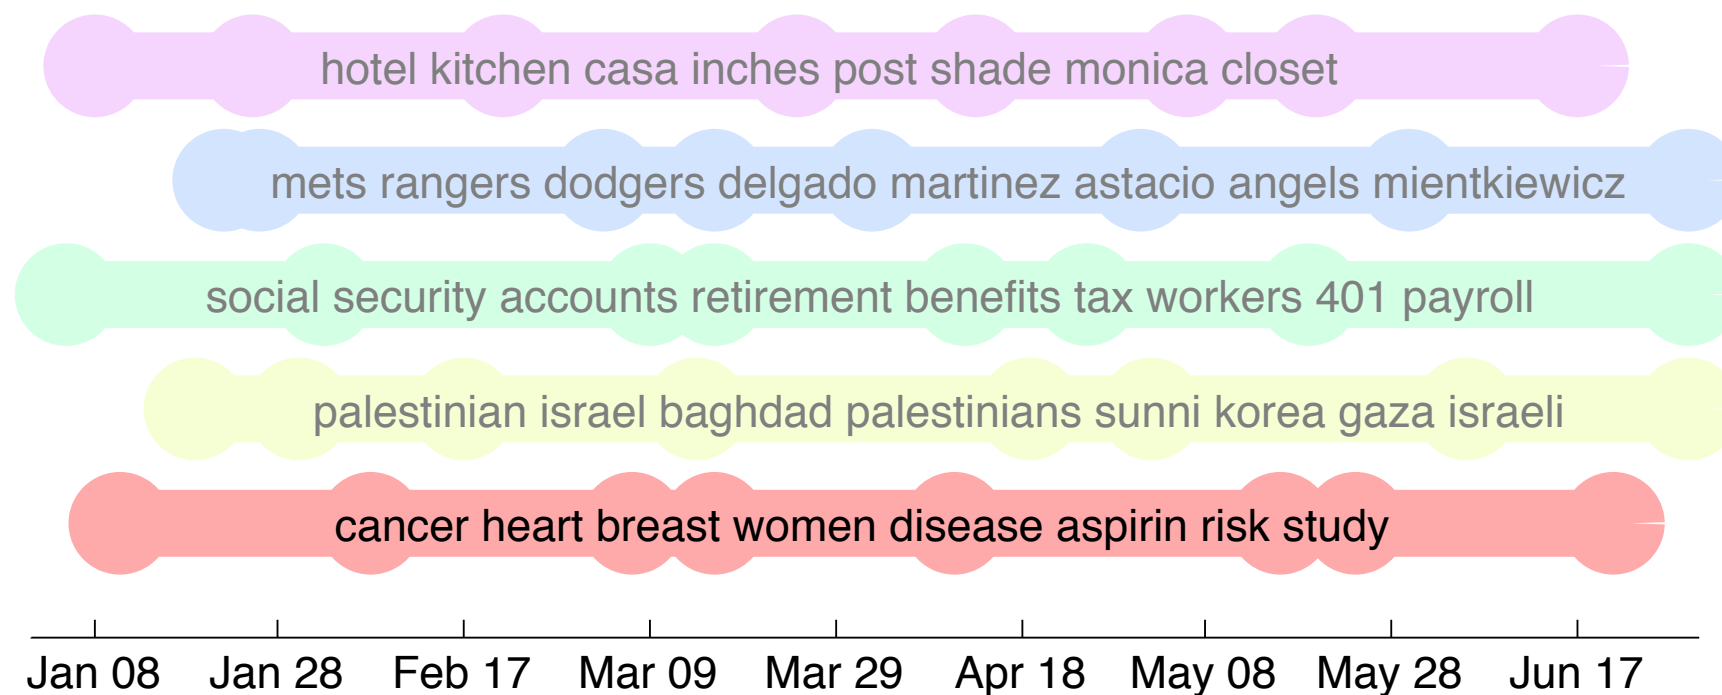 hotel kitchen casa inches post shade monica closet
mets rangers dodgers delgado martinez astacio angels mientkiewicz
social security accounts retirement benefits tax workers 401 payroll
palestinian israel baghdad palestinians sunni korea gaza israeli
cancer heart breast women disease aspirin risk study
Jan 08 Jan 28 Feb 17 Mar 09 Mar 29 Apr 18 May 08 May 28 Jun 17